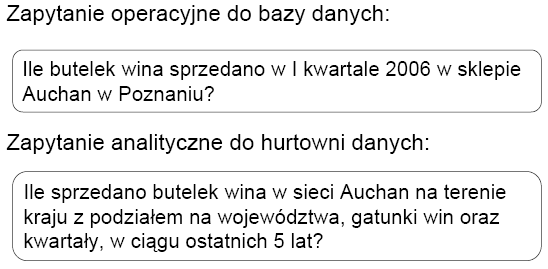 Zapytanie operacyjne do bazy danych:
Ile butelek wina sprzedano w I kwartale 2006 w sklepie
Auchan w Poznaniu?
Zapytanie analityczne do hurtowni danych:
Ile sprzedano butelek wina w sieci Auchan na terenie
kraju z podziałem na województwa, gatunki win oraz
kwartały, w ciągu ostatnich 5 lat?